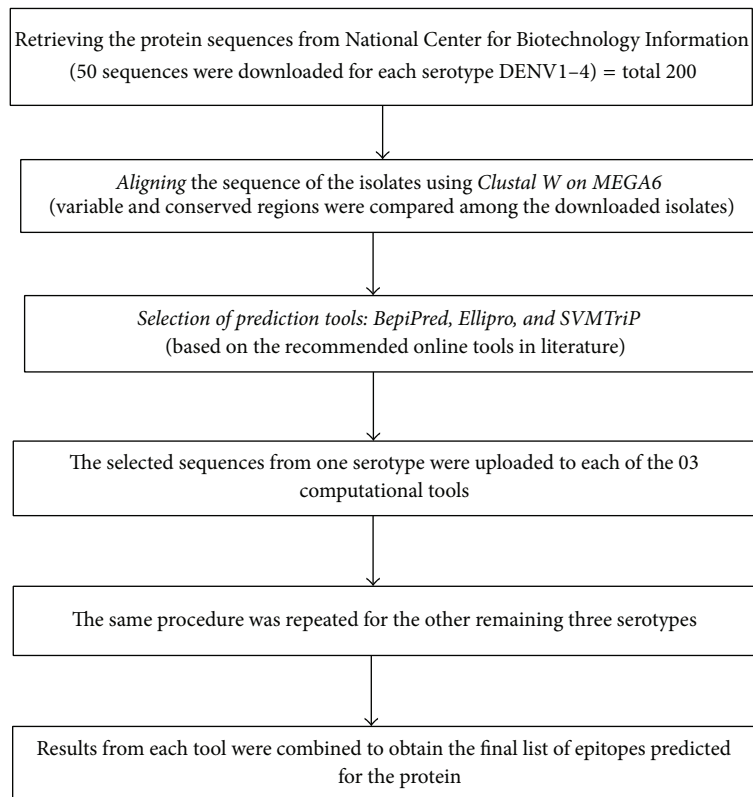 Retrieving the protein sequences from National Center for Biotechnology Information
(50 sequences were downloaded for each serotype DENV1–4) = total 200
Aligning the sequence of the isolates using Clustal W on MEGA6
(variable and conserved regions were compared among the downloaded isolates)
Selection of prediction tools: BepiPred, Ellipro, and SVMTriP
(based on the recommended online tools in literature)
The selected sequences from one serotype were uploaded to each of the 03
computational tools
The same procedure was repeated for the other remaining three serotypes
Results from each tool were combined to obtain the final list of epitopes predicted
for the protein